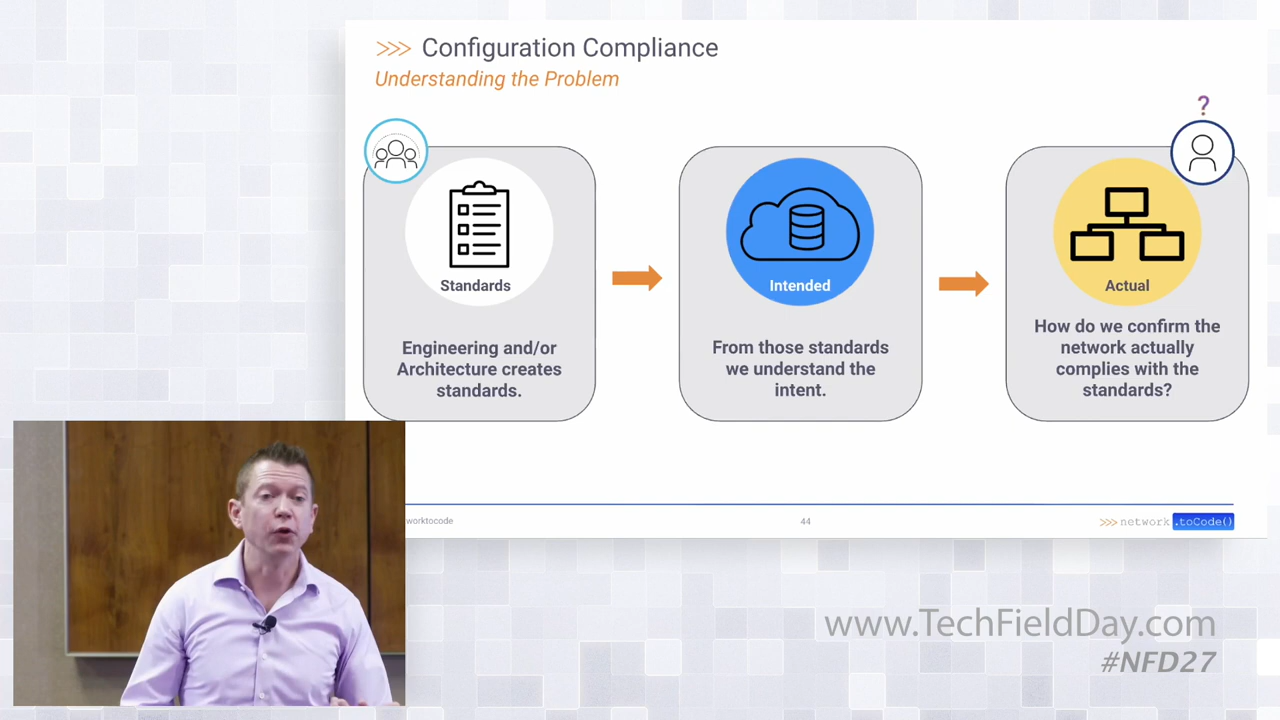 >>> Configuration Compliance
Understanding the Problem
?
Standards
Engineering and/or
Architecture creates
standards.
Intended
From those standards
we understand the
intent.
Actual
How do we confirm the
network actually
complies with the
standards?
worktocode
44
>>> network .toCode()
www.TechFieldDay.com
#NFD27